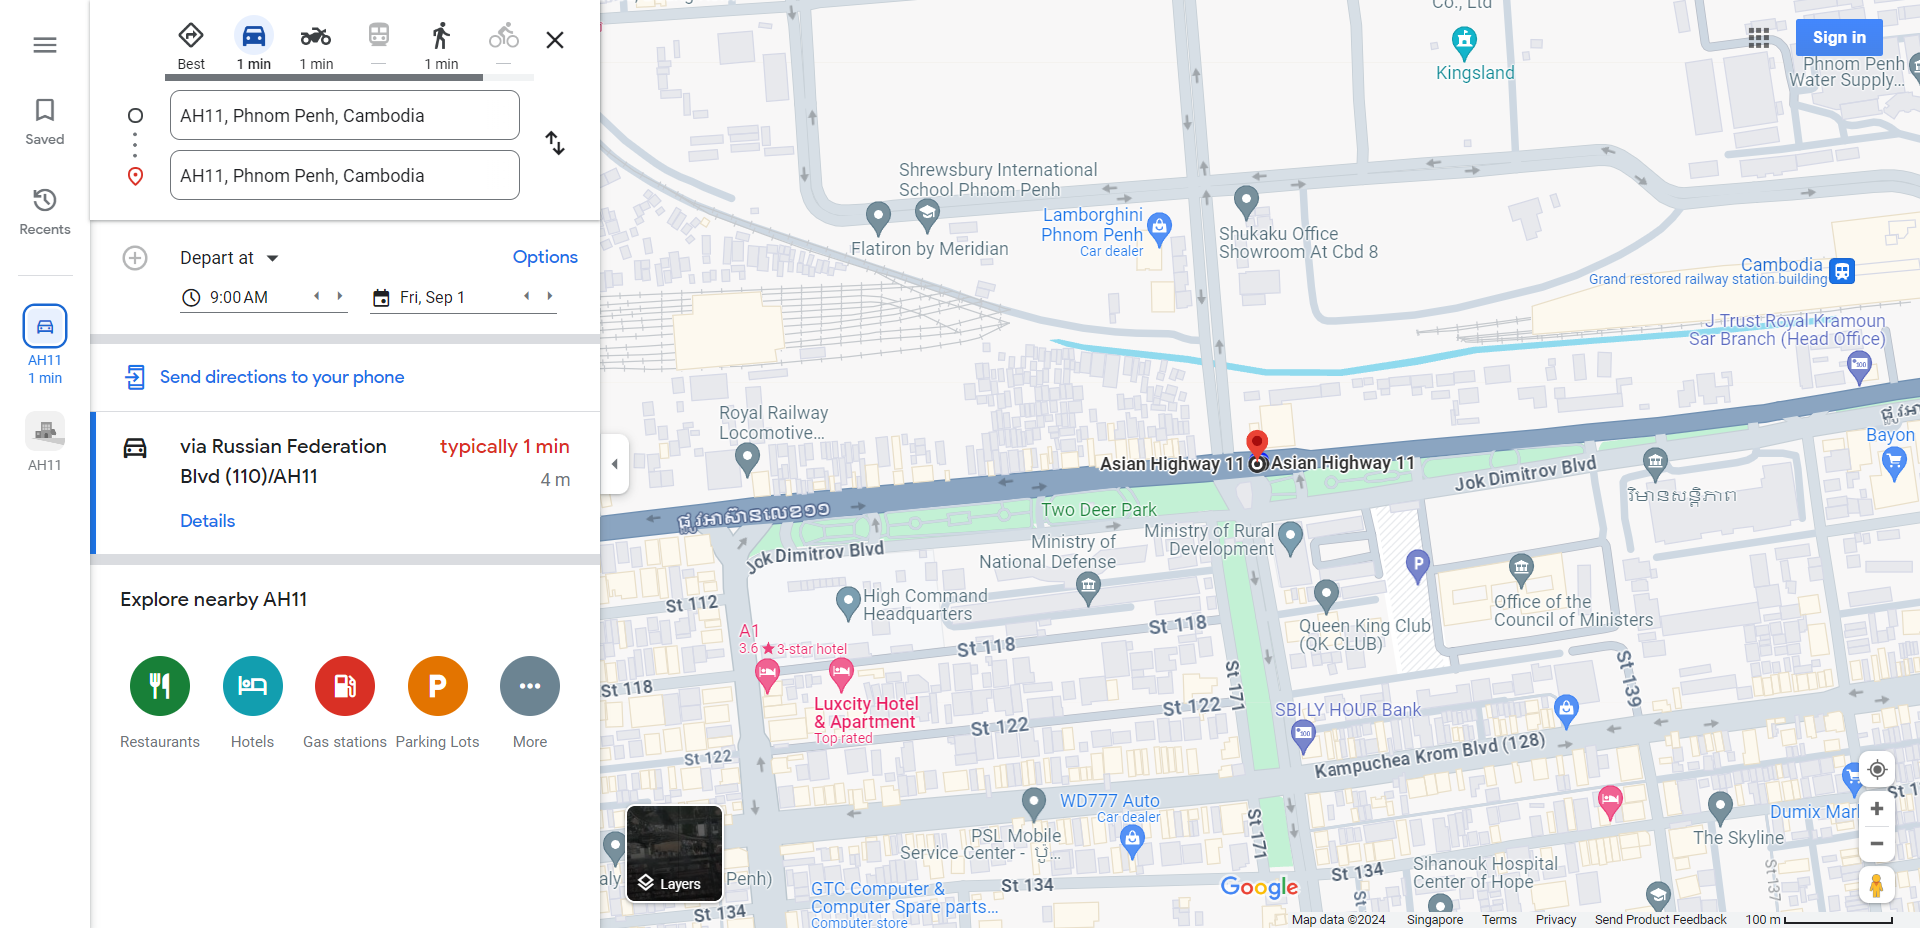 Saved
Recents
AH11
1 min
AH11
Best
1 min
1 min
—
1 min
—
AH11, Phnom Penh, Cambodia
AH11, Phnom Penh, Cambodia
Depart at
Options
9:00 AM
Fri, Sep 1
Send directions to your phone
via Russian Federation
Blvd (110)/AH11
typically 1 min
4 m
Details
Explore nearby AH11
Restaurants
Hotels
Gas stations
Parking Lots
More
Co., Ltd
Kingsland
Sign in
Phnom Penh
Water Supply...
Shrewsbury International
School Phnom Penh
Flatiron by Meridian
Lamborghini
Phnom Penh
Car dealer
Shukaku Office
Showroom At Cbd 8
Cambodia
Grand restored railway station building
J Trust Royal Kramoun
Sar Branch (Head Office)
Royal Railway
Locomotive...
Asian Highway 11
Asian Highway 11
Bayon
Jok Dimitrov Blvd
វិមានសន្តិភាព
ផ្លូវអាស៊ានលេខ១១
Two Deer Park
Jok Dimitrov Blvd
Ministry of
National Defense
Ministry of Rural
Development
P
St 112
High Command
Headquarters
Office of the
Council of Ministers
Queen King Club
(QK CLUB)
A1
3.6★3-star hotel
St 118
St 118
St 118
Luxcity Hotel
& Apartment
Top rated
St 171
St 139
St 122
St 122
St 122
SBI LY HOUR Bank
Kampuchea Krom Blvd (128)
WD777 Auto
Car dealer
PSL Mobile
Service Center - ប៉ូ...
St 171
Dumix Mar
St 1
The Skyline
Sihanouk Hospital
Center of Hope
St 134
St 134
St 134
St
St 137
aly
Penh)
Layers
GTC Computer &
Computer Spare parts...
Computer store
Google
Map data ©2024
Singapore
Terms
Privacy
Send Product Feedback
100 m